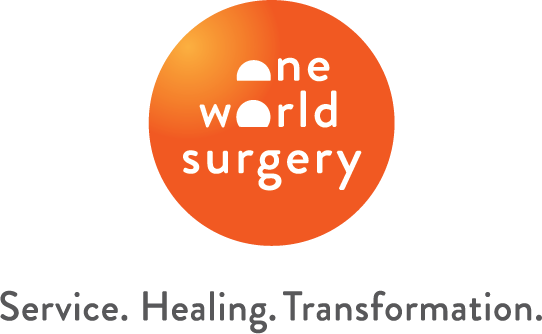 one
world
surgery
Service. Healing. Transformation.